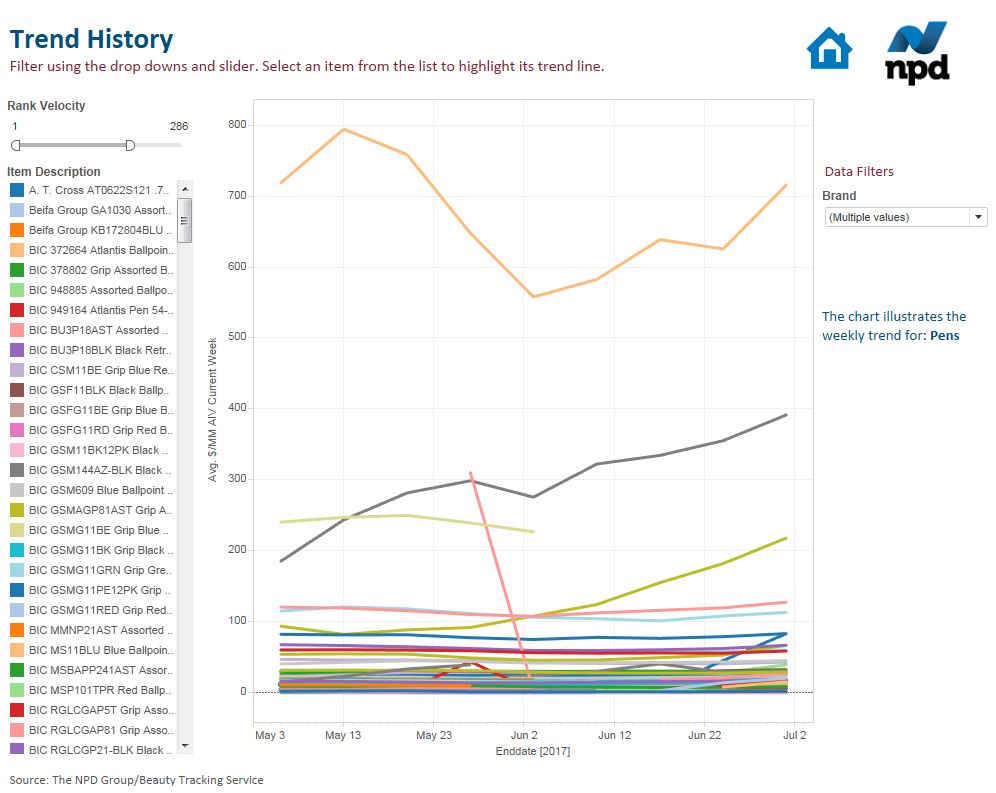 Trend History
Filter using the drop downs and slider. Select an item from the list to highlight its trend line.
npd
Rank Velocity
1 286
Item Description
A. T. Cross AT0622S121 .7..
Beifa Group GA1030 Assort..
Beifa Group KB172804BLU ..
BIC 372664 Atlantis Ballpoin..
BIC 378802 Grip Assorted B..
BIC 948885 Assorted Ballpo..
BIC 949164 Atlantis Pen 54-..
BIC BU3P18AST Assorted ..
BIC BU3P18BLK Black Retr..
BIC CSM11BE Grip Blue Re..
BIC GSF11BLK Black Ballp..
BIC GSFG11BE Grip Blue B..
BIC GSFG11RD Grip Red B..
BIC GSM11BK12PK Black ..
BIC GSM144AZ-BLK Black ..
BIC GSM609 Blue Ballpoint ..
BIC GSMAGP81AST Grip A..
BIC GSMG11BE Grip Blue ..
BIC GSMG11BK Grip Black ..
BIC GSMG11GRN Grip Gre..
BIC GSMG11PE12PK Grip ..
BIC GSMG11RED Grip Red..
BIC MMNP21AST Assorted ..
BIC MS11BLU Blue Ballpoin..
BIC MSBAPP241AST Assor..
BIC MSP101TPR Red Ballp..
BIC RGLCGAP5T Grip Asso..
BIC RGLCGAP81 Grip Asso..
BIC RGLCGP21-BLK Black ..
Avg. $/MM AIV Current Week
800
700
600
500
400
300
200
100
0
May 3 May 13 May 23 Jun 2 Jun 12 Jun 22 Jul 2
Enddate [2017]
Data Filters
Brand
(Multiple values)
The chart illustrates the
weekly trend for: Pens
Source: The NPD Group/Beauty Tracking Service